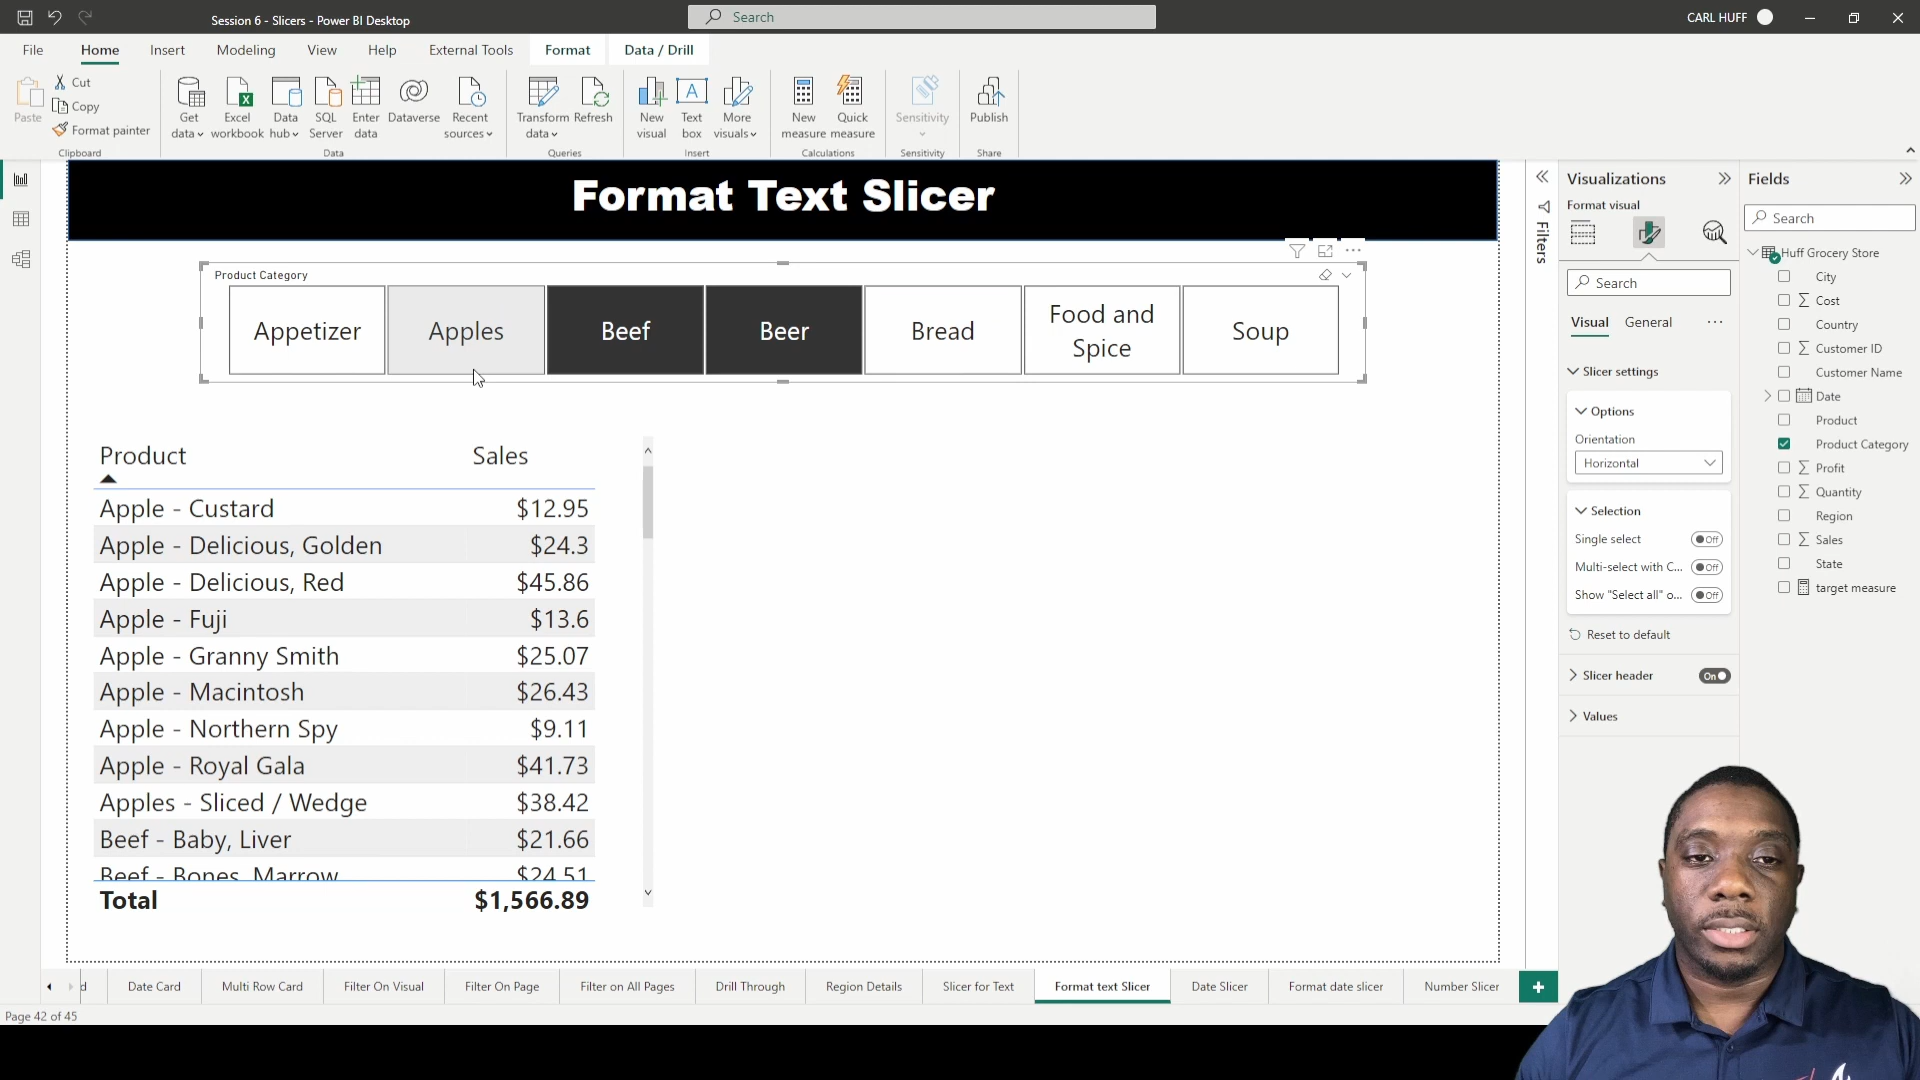 Session 6 - Slicers - Power BI Desktop
Search
CARL HUFF
File Home Insert Modeling View Help External Tools Format Data / Drill
Paste
Cut
Copy
Format painter
Clipboard
Get data
Excel workbook
Data hub
SQL Server
Enter data
Dataverse
Recent sources
Data
Transform data
Refresh
Queries
New visual
Text box
More visuals
Insert
New measure
Quick measure
Calculations
Sensitivity
Sensitivity
Publish
Share
Format Text Slicer
Product Category
Appetizer
Apples
Beef
Beer
Bread
Food and
Spice
Soup
Product Sales
Apple - Custard $12.95
Apple - Delicious, Golden $24.3
Apple - Delicious, Red $45.86
Apple - Fuji $13.6
Apple - Granny Smith $25.07
Apple - Macintosh $26.43
Apple - Northern Spy $9.11
Apple - Royal Gala $41.73
Apples - Sliced / Wedge $38.42
Beef - Baby, Liver $21.66
Beef - Bones, Marrow $24.51
Total $1,566.89
Filters
Visualizations
Format visual
Search
Visual General ...
Slicer settings
Options
Orientation
Horizontal
Selection
Single select Off
Multi-select with C... Off
Show "Select all" o... Off
Reset to default
Slicer header On
Values
Fields
Search
Huff Grocery Store
City
Cost
Country
Customer ID
Customer Name
Date
Product
Product Category
Profit
Quantity
Region
Sales
State
target measure
d Date Card Multi Row Card Filter On Visual Filter On Page Filter on All Pages Drill Through Region Details Slicer for Text Format text Slicer Date Slicer Format date slicer Number Slicer
Page 42 of 45